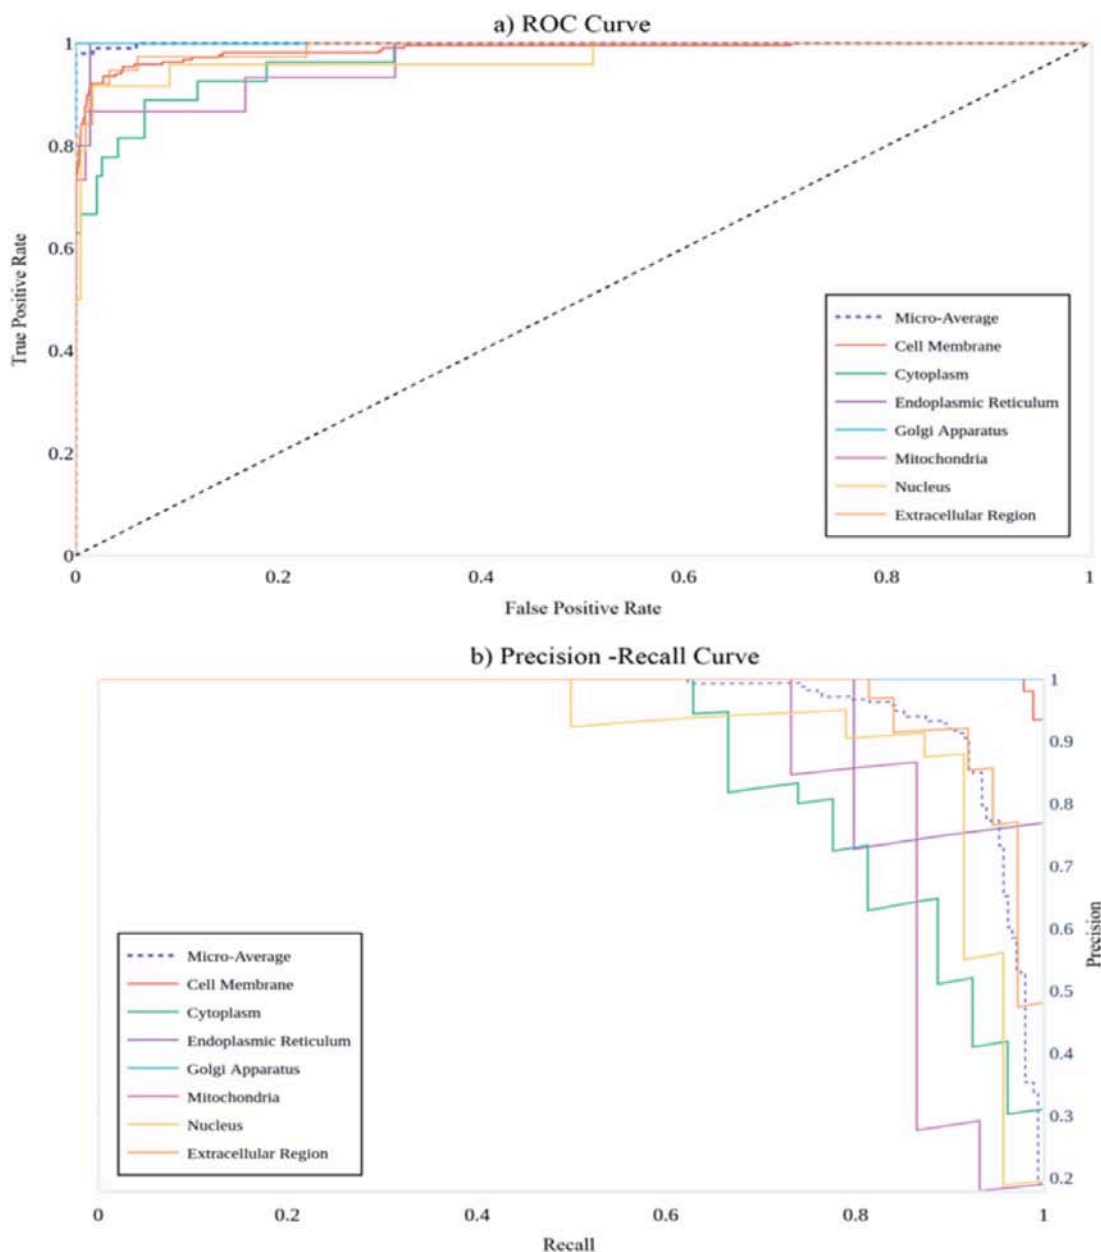 a) ROC Curve
1
0.8
0.6
0.4
0.2
0
True Positive Rate
Micro-Average
Cell Membrane
Cytoplasm
Endoplasmic Reticulum
Golgi Apparatus
Mitochondria
Nucleus
Extracellular Region
0 0.2 0.4 0.6 0.8 1
False Positive Rate
b) Precision -Recall Curve
1
0.9
0.8
0.7
0.6
0.5
0.4
0.3
0.2
Precision
Micro-Average
Cell Membrane
Cytoplasm
Endoplasmic Reticulum
Golgi Apparatus
Mitochondria
Nucleus
Extracellular Region
0 0.2 0.4 0.6 0.8 1
Recall